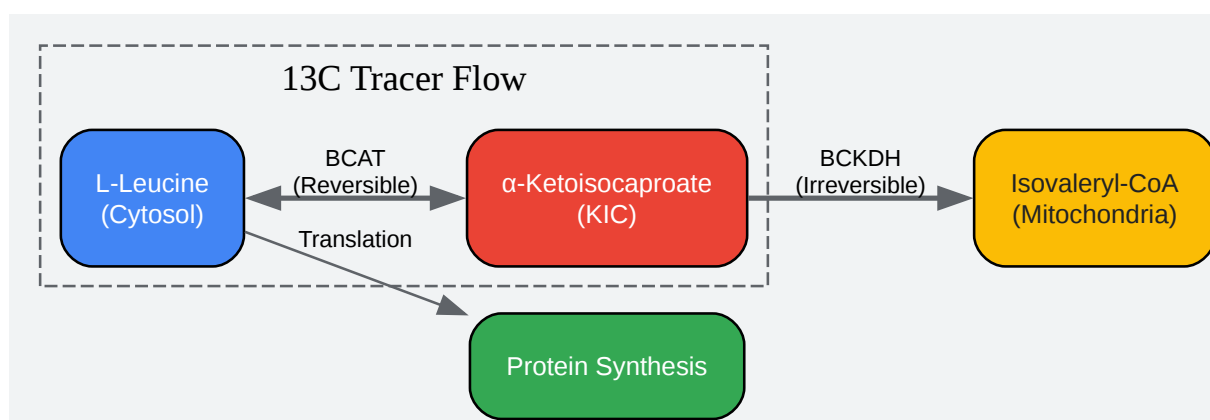 13C Tracer Flow
L-Leucine
(Cytosol)
BCAT
(Reversible)
α-Ketoisocaproate
(KIC)
BCKDH
(Irreversible)
Isovaleryl-CoA
(Mitochondria)
Translation
Protein Synthesis